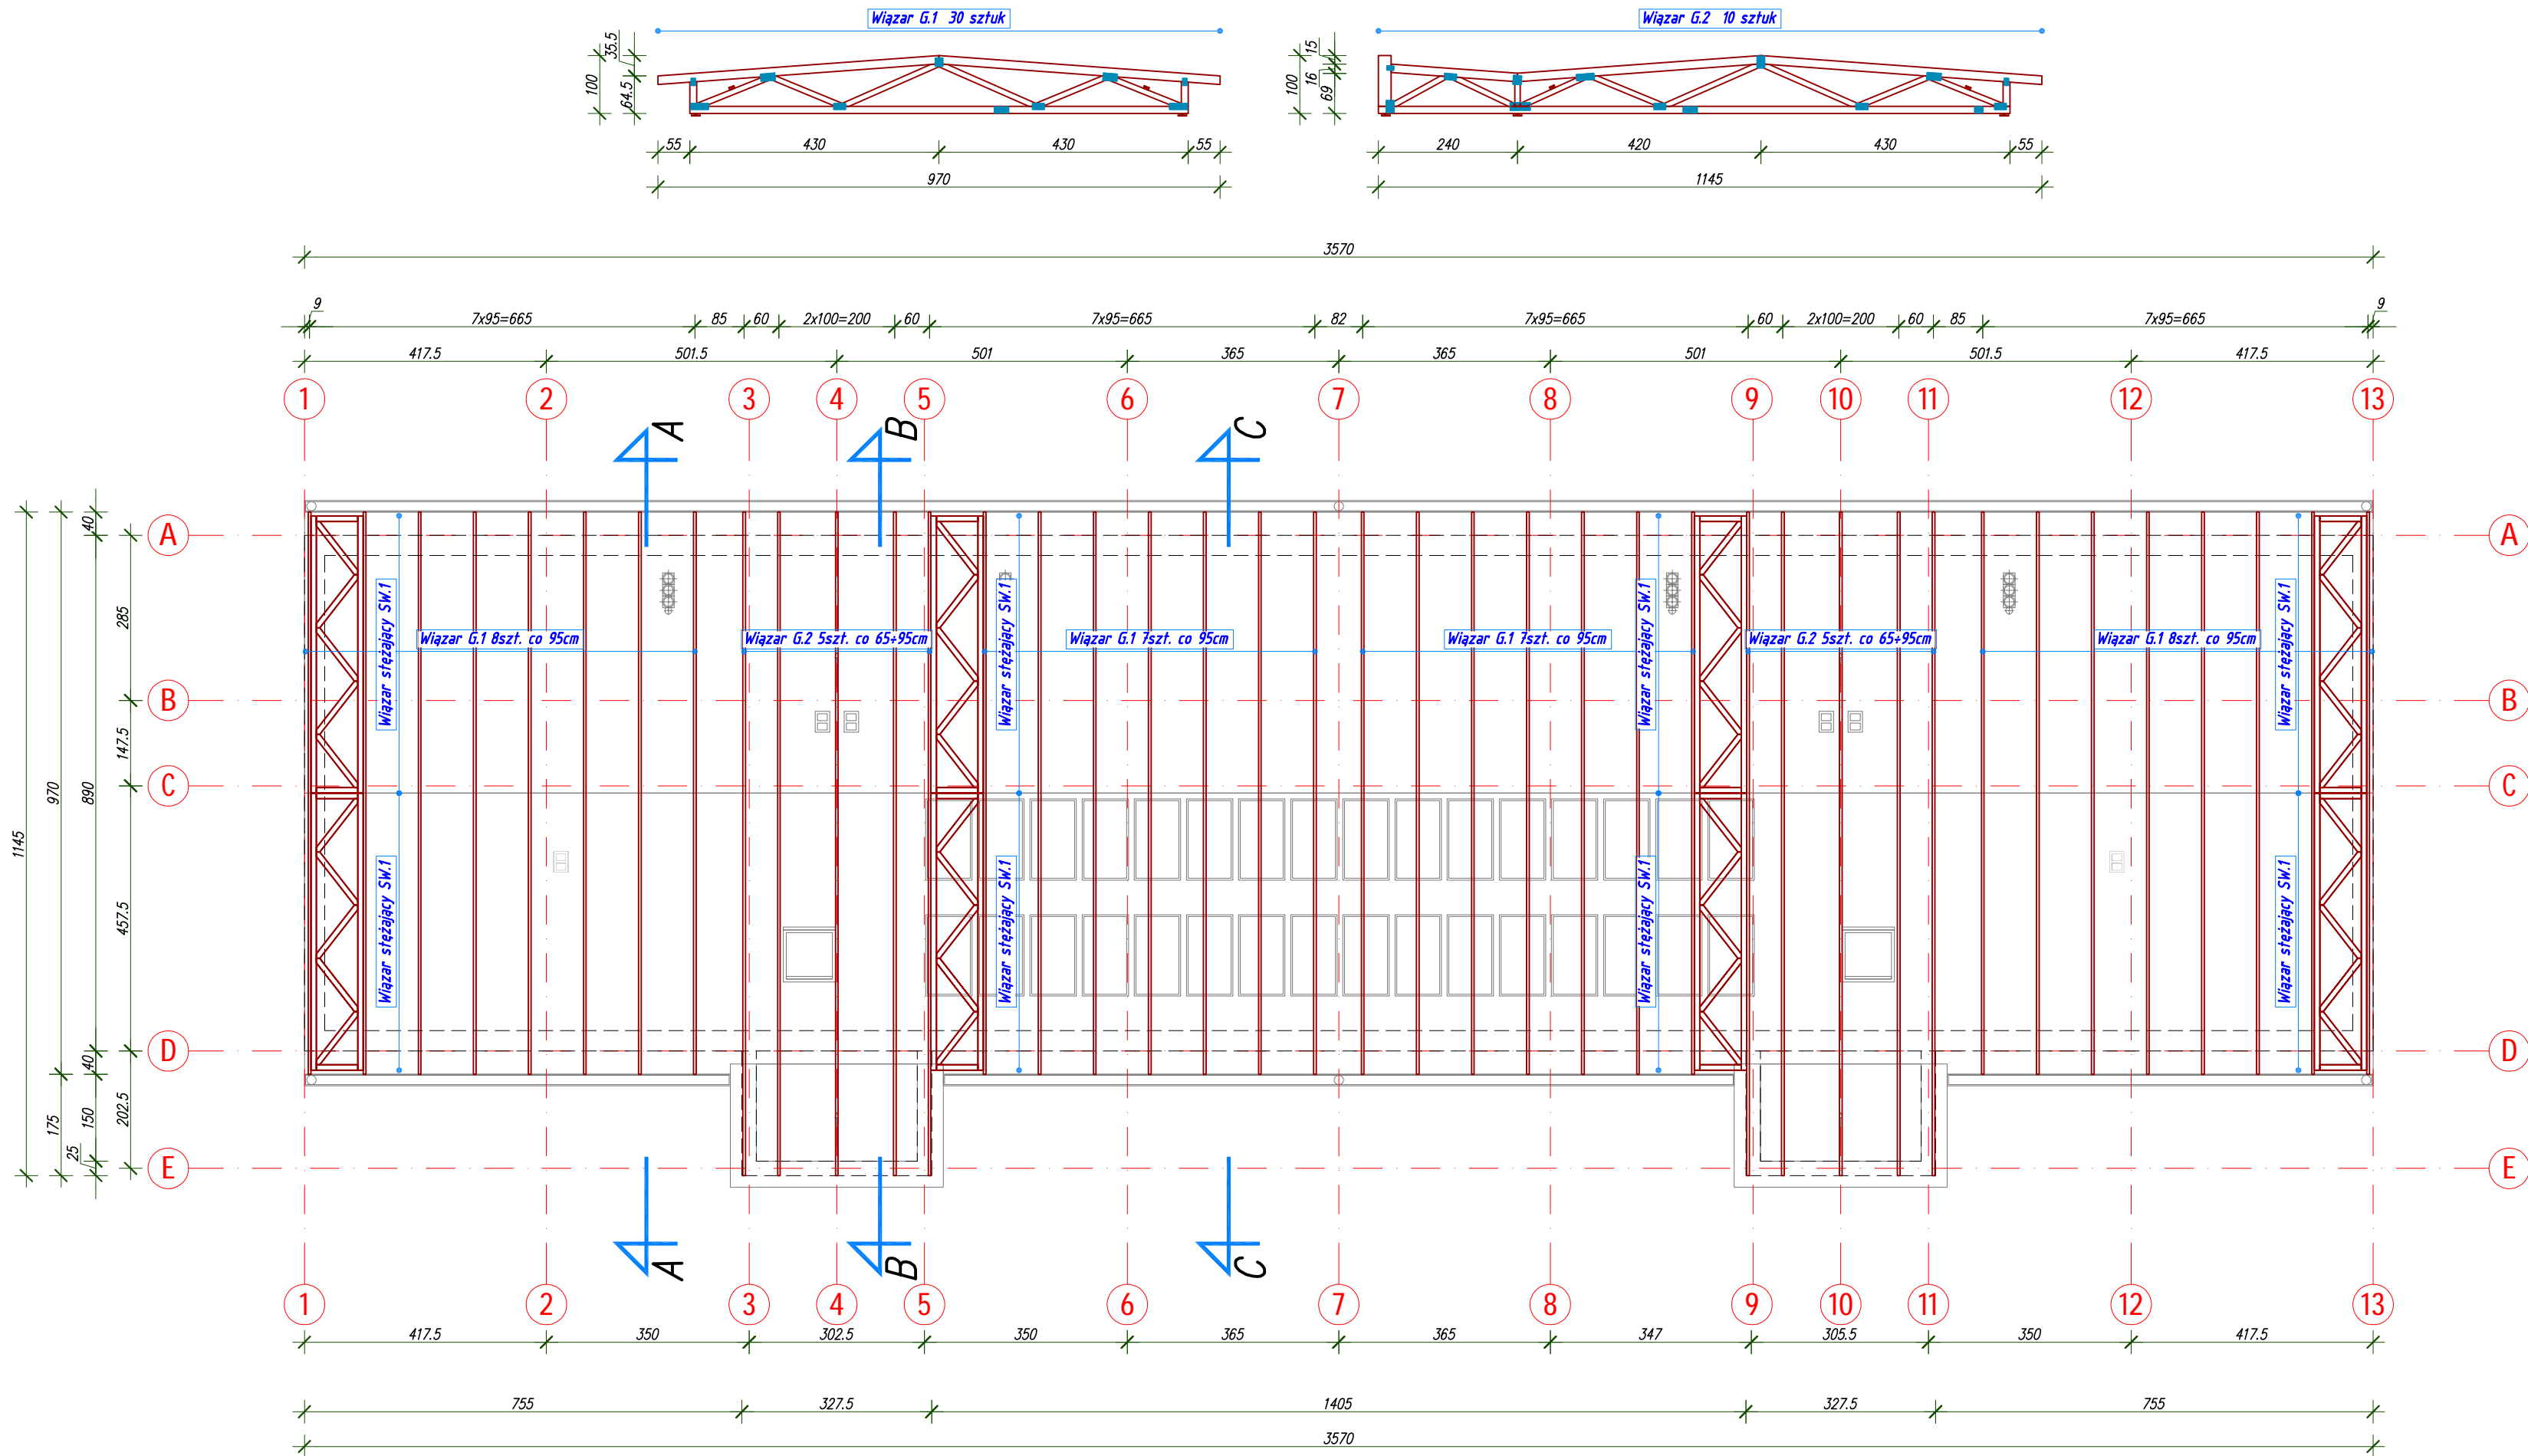 Wiązar G.1 30 sztuk
Wiązar G.2 10 sztuk
35.5
100
64.5
15
100
16
69
55
430
430
55
970
240
420
430
55
1145
3570
9
7x95=665
85
60
2x100=200
60
7x95=665
82
7x95=665
60
2x100=200
60
85
7x95=665
9
417.5
501.5
501
365
365
501
501.5
417.5
1
2
3
4
5
6
7
8
9
10
11
12
13
A
B
C
A
A
B
B
C
C
D
D
E
E
40
285
147.5
970
890
1145
457.5
40
175
150
202.5
25
Wiązar stężający SW.1
Wiązar stężający SW.1
Wiązar stężający SW.1
Wiązar stężający SW.1
Wiązar G.1 8szt. co 95cm
Wiązar G.2 5szt. co 65÷95cm
Wiązar G.1 7szt. co 95cm
Wiązar G.1 7szt. co 95cm
Wiązar G.2 5szt. co 65÷95cm
Wiązar G.1 8szt. co 95cm
Wiązar stężający SW.1
Wiązar stężający SW.1
Wiązar stężający SW.1
Wiązar stężający SW.1
A
B
C
1
2
3
4
5
6
7
8
9
10
11
12
13
417.5
350
302.5
350
365
365
347
305.5
350
417.5
755
327.5
1405
327.5
755
3570